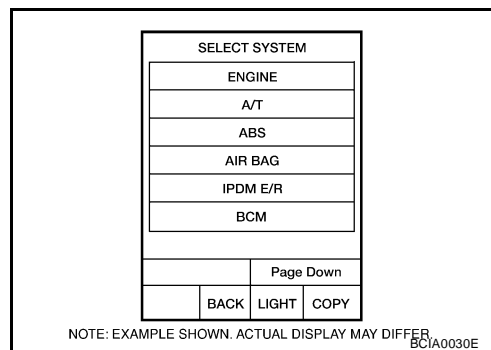 SELECT SYSTEM
ENGINE
A/T
ABS
AIR BAG
IPDM E/R
BCM
Page Down
BACK LIGHT COPY
NOTE: EXAMPLE SHOWN. ACTUAL DISPLAY MAY DIFFER.
BCIA0030E